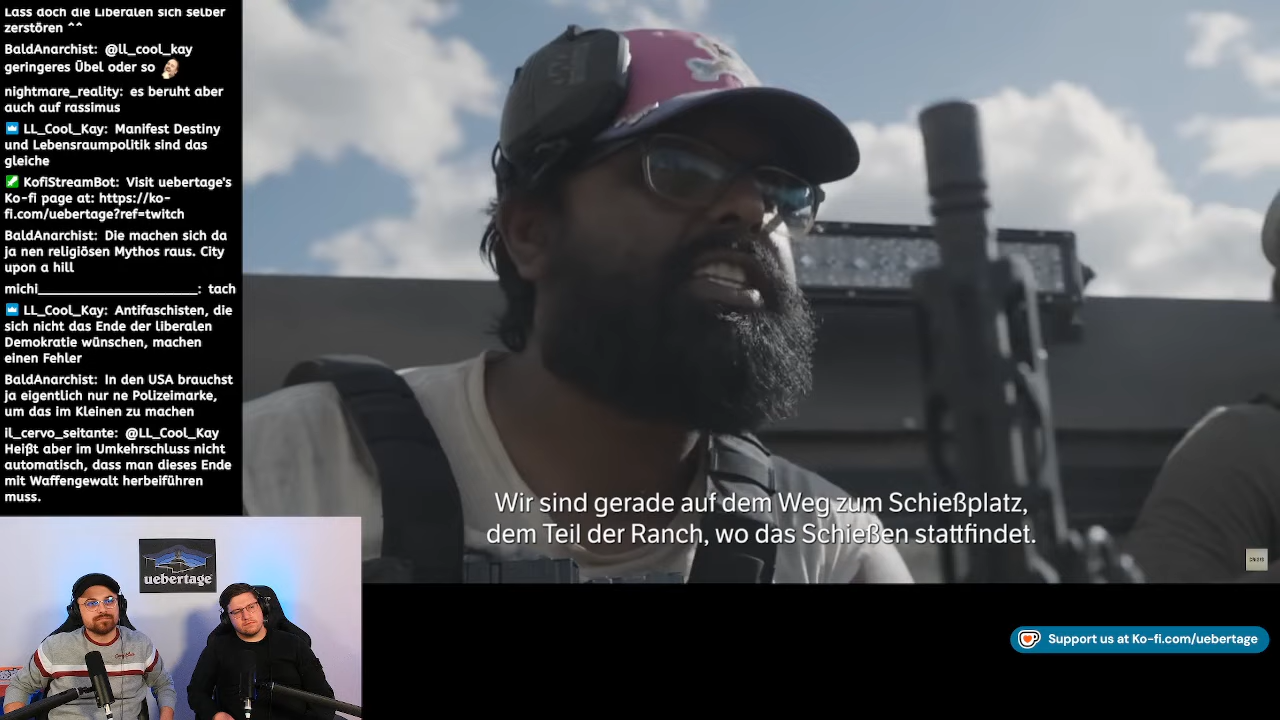 Lass doch die Liberalen sich selber
zerstören ^^
BaldAnarchist: @ll_cool_kay
geringeres Übel oder so
nightmare_reality: es beruht aber
auch auf rassimus
LL_Cool_Kay: Manifest Destiny
und Lebensraumpolitik sind das
gleiche
KofiStreamBot: Visit uebertage's
Ko-fi page at: https://ko-
fi.com/uebertage?ref=twitch
BaldAnarchist: Die machen sich da
ja nen religiösen Mythos raus. City
upon a hill
michi____________________: tach
LL_Cool_Kay: Antifaschisten, die
sich nicht das Ende der liberalen
Demokratie wünschen, machen
einen Fehler
BaldAnarchist: In den USA brauchst
ja eigentlich nur ne Polizeimarke,
um das im Kleinen zu machen
il_cervo_seitante: @LL_Cool_Kay
Heißt aber im Umkehrschluss nicht
automatisch, dass man dieses Ende
mit Waffengewalt herbeiführen
muss.
Wir sind gerade auf dem Weg zum Schießplatz,
dem Teil der Ranch, wo das Schießen stattfindet.
uebertage
Support us at Ko-fi.com/uebertage